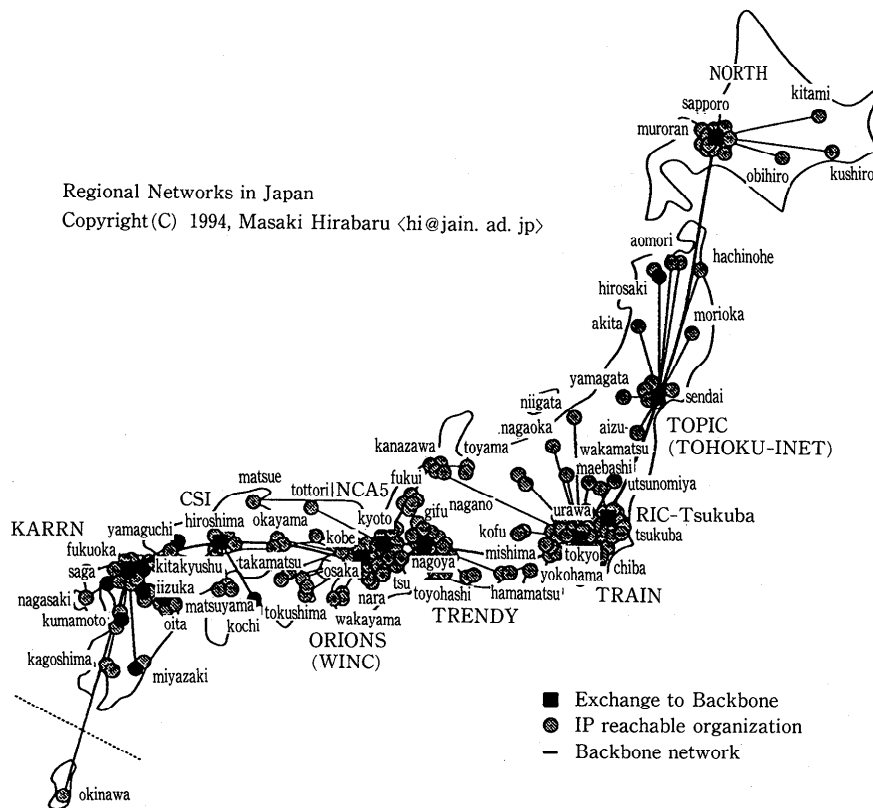 NORTH
sapporo
kitami
muroran
obihiro
kushiro
Regional Networks in Japan
Copyright(C) 1994, Masaki Hirabaru <hi@jain. ad. jp>
aomori
hachinohe
hirosaki
morioka
akita
yamagata
sendai
niigata
aizu-
wakamatsu
TOPIC
(TOHOKU-INET)
nagaoka
kanazawa
toyama
maebashi
utsunomiya
matsue
fukui
tottori
NCA5
nagano
CSI
okayama
gifu
urawa
RIC-Tsukuba
KARRN
yamaguchi
hiroshima
kyoto
kofu
tsukuba
fukuoka
kobe
mishima
tokyo
saga
kitakyushu
takamatsu
osaka
nagoya
yokohama
chiba
nagasaki
iizuka
matsuyama
tokushima
nara
tsu
toyohashi
hamamatsu
TRAIN
kumamoto
oita
kochi
wakayama
TRENDY
ORIONS
(WINC)
kagoshima
miyazaki
Exchange to Backbone
IP reachable organization
Backbone network
okinawa